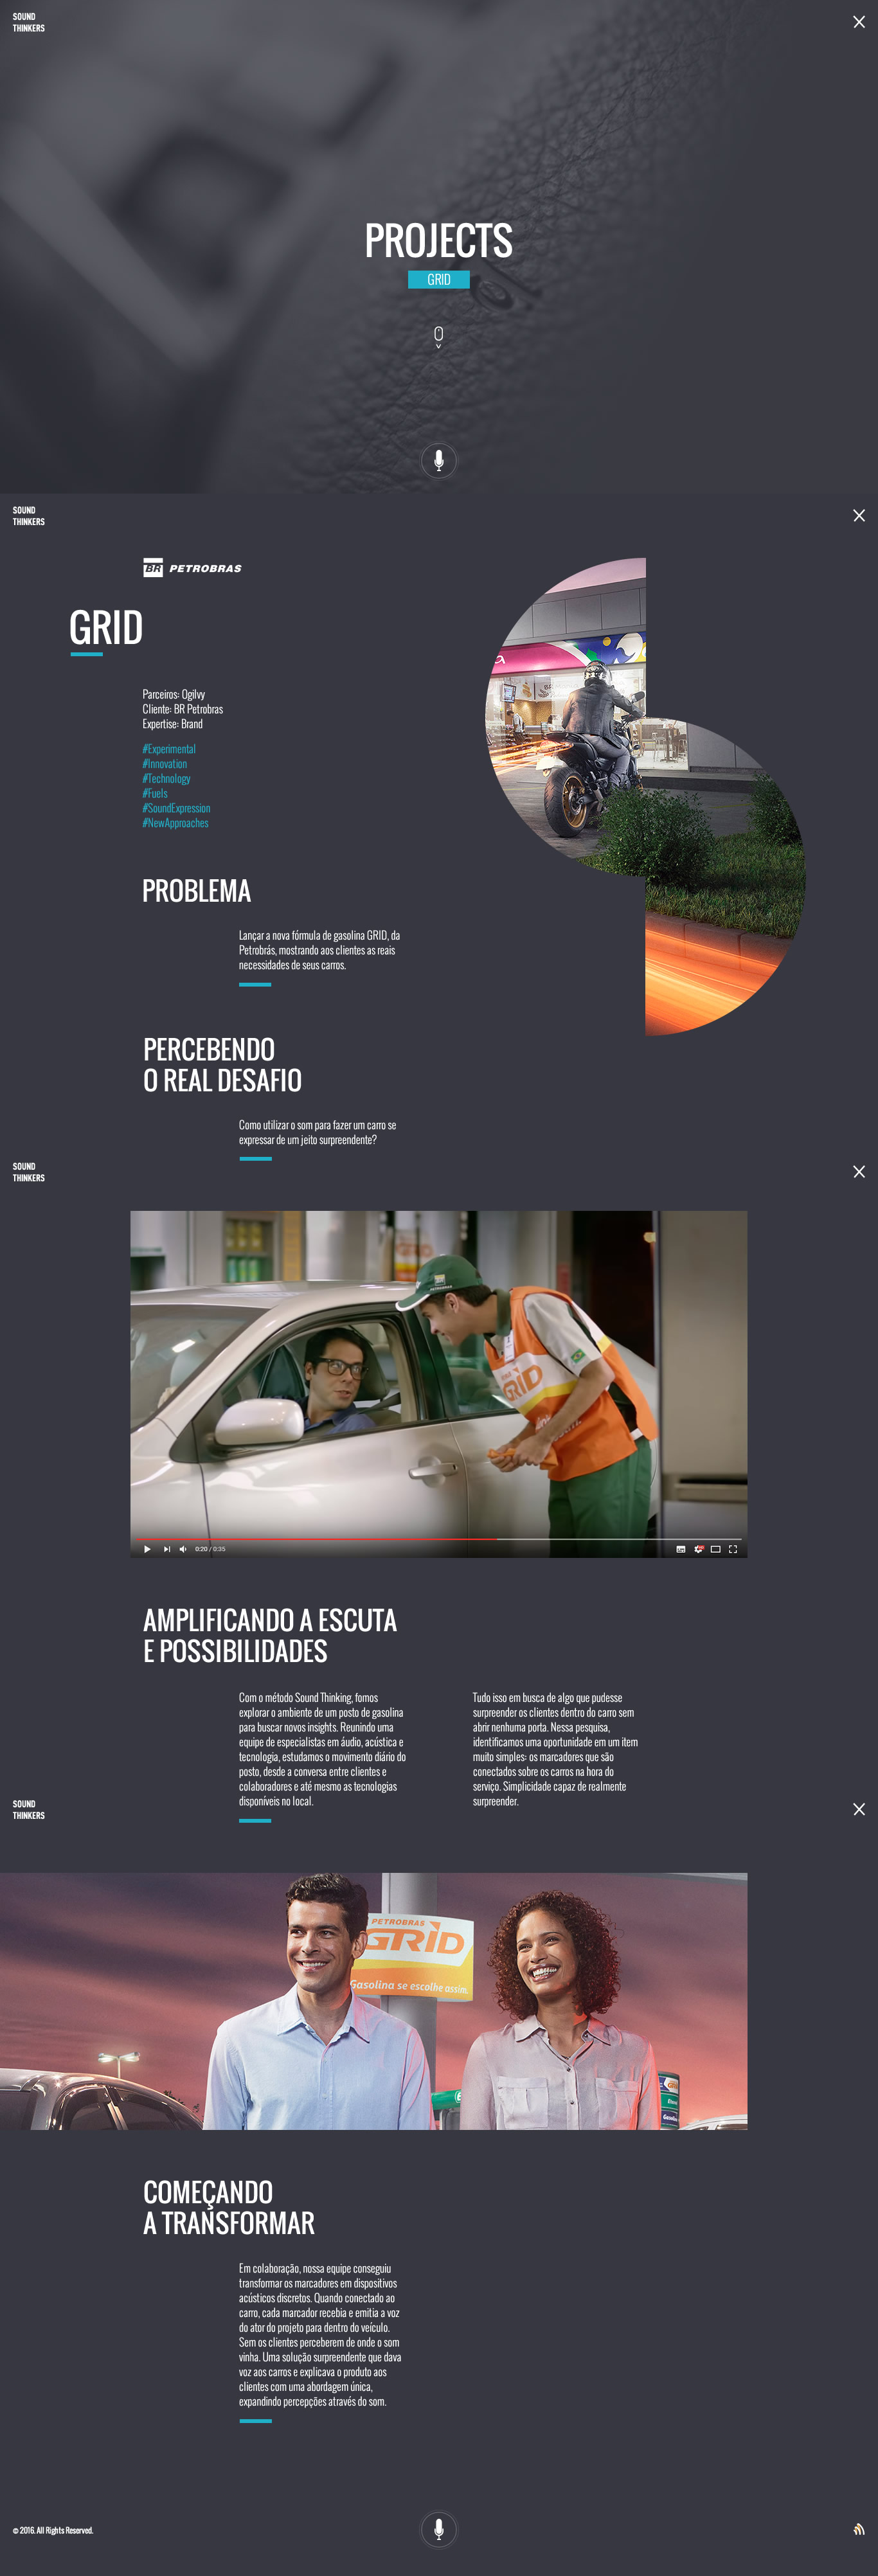 SOUND
THINKERS
PROJECTS
GRID
SOUND
THINKERS
BR PETROBRAS
GRID
Parceiros: Ogilvy
Cliente: BR Petrobras
Expertise: Brand
#Experimental
#Innovation
#Technology
#Fuels
#SoundExpression
#NewApproaches
PROBLEMA
Lançar a nova fórmula de gasolina GRID, da
Petrobrás, mostrando aos clientes as reais
necessidades de seus carros.
PERCEBENDO
O REAL DESAFIO
Como utilizar o som para fazer um carro se
expressar de um jeito surpreendente?
SOUND
THINKERS
PETROBRAS
GRID
0:20 / 0:35
AMPLIFICANDO A ESCUTA
E POSSIBILIDADES
Com o método Sound Thinking, fomos
explorar o ambiente de um posto de gasolina
para buscar novos insights. Reunindo uma
equipe de especialistas em áudio, acústica e
tecnologia, estudamos o movimento diário do
posto, desde a conversa entre clientes e
colaboradores e até mesmo as tecnologias
disponíveis no local.
Tudo isso em busca de algo que pudesse
surpreender os clientes dentro do carro sem
abrir nenhuma porta. Nessa pesquisa,
identificamos uma oportunidade em um item
muito simples: os marcadores que são
conectados sobre os carros na hora do
serviço. Simplicidade capaz de realmente
surpreender.
SOUND
THINKERS
PETROBRAS
GRID
Gasolina se escolhe assim.
COMEÇANDO
A TRANSFORMAR
Em colaboração, nossa equipe conseguiu
transformar os marcadores em dispositivos
acústicos discretos. Quando conectado ao
carro, cada marcador recebia e emitia a voz
do ator do projeto para dentro do veículo.
Sem os clientes perceberem de onde o som
vinha. Uma solução surpreendente que dava
voz aos carros e explicava o produto aos
clientes com uma abordagem única,
expandindo percepções através do som.
© 2016. All Rights Reserved.